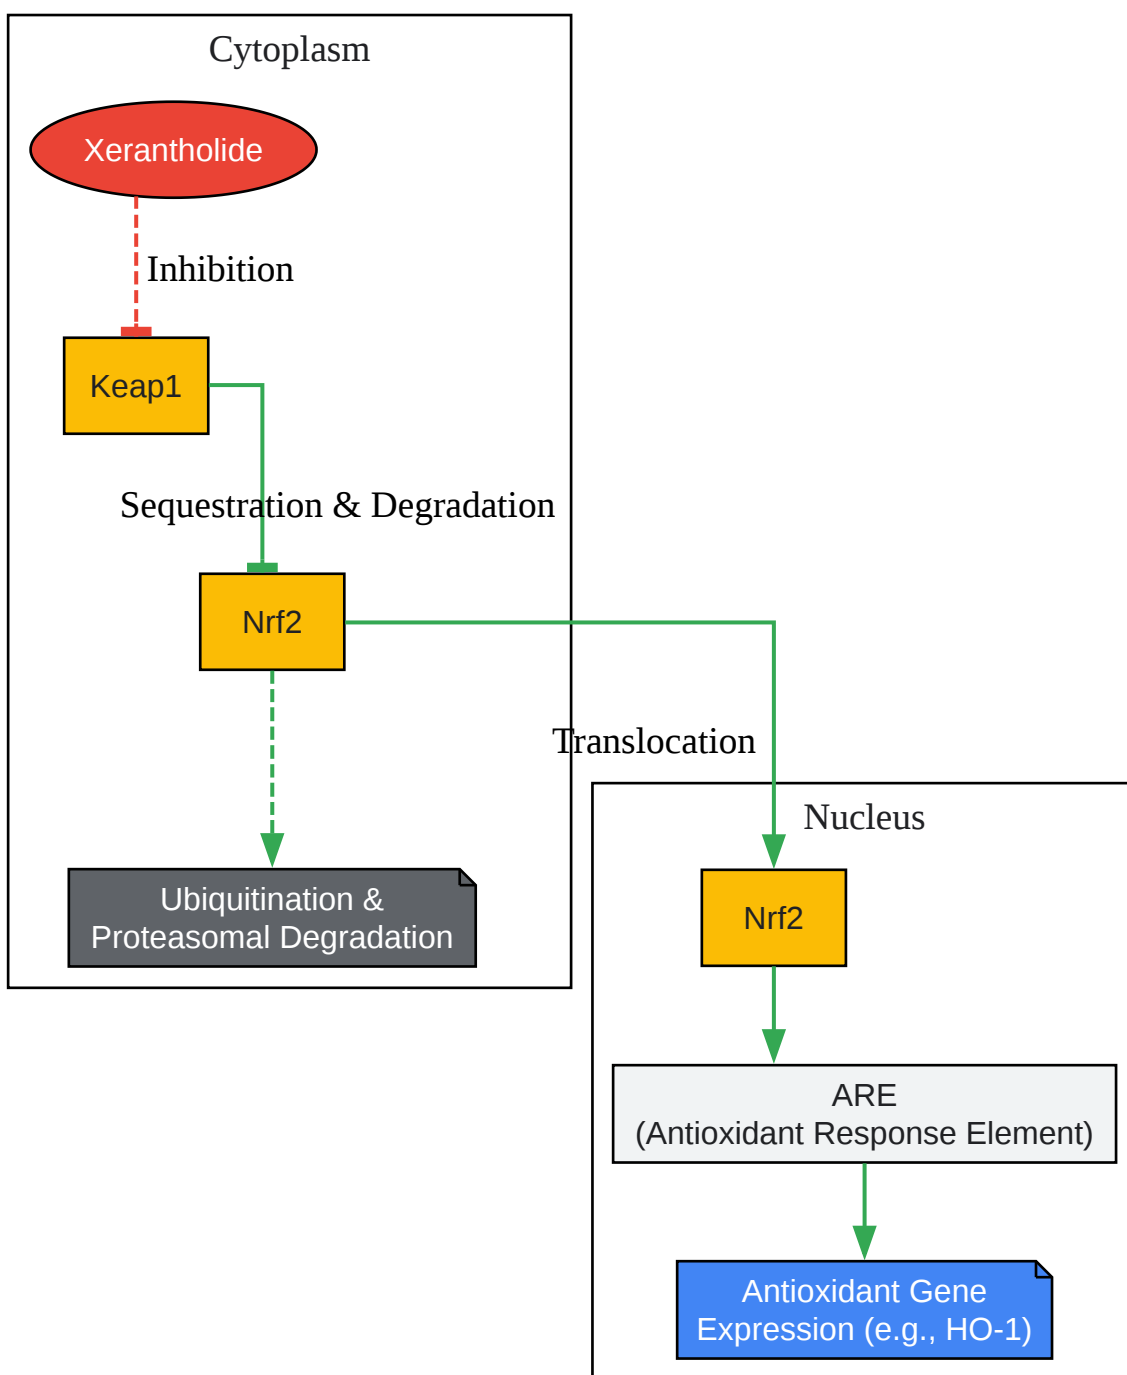 Cytoplasm
Xerantholide
Inhibition
Keap1
Sequestration & Degradation
Nrf2
Translocation
Ubiquitination &
Proteasomal Degradation
Nucleus
Nrf2
ARE
(Antioxidant Response Element)
Antioxidant Gene
Expression (e.g., HO-1)